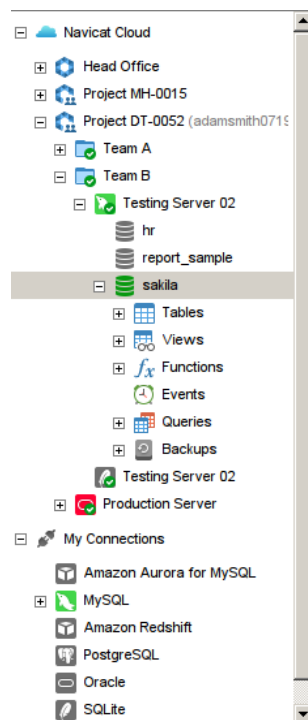 Navicat Cloud
Head Office
Project MH-0015
Project DT-0052 (adamsmith0719
Team A
Team B
Testing Server 02
hr
report_sample
sakila
Tables
Views
fx Functions
Events
Queries
Backups
Testing Server 02
Production Server
My Connections
Amazon Aurora for MySQL
MySQL
Amazon Redshift
PostgreSQL
Oracle
SQLite